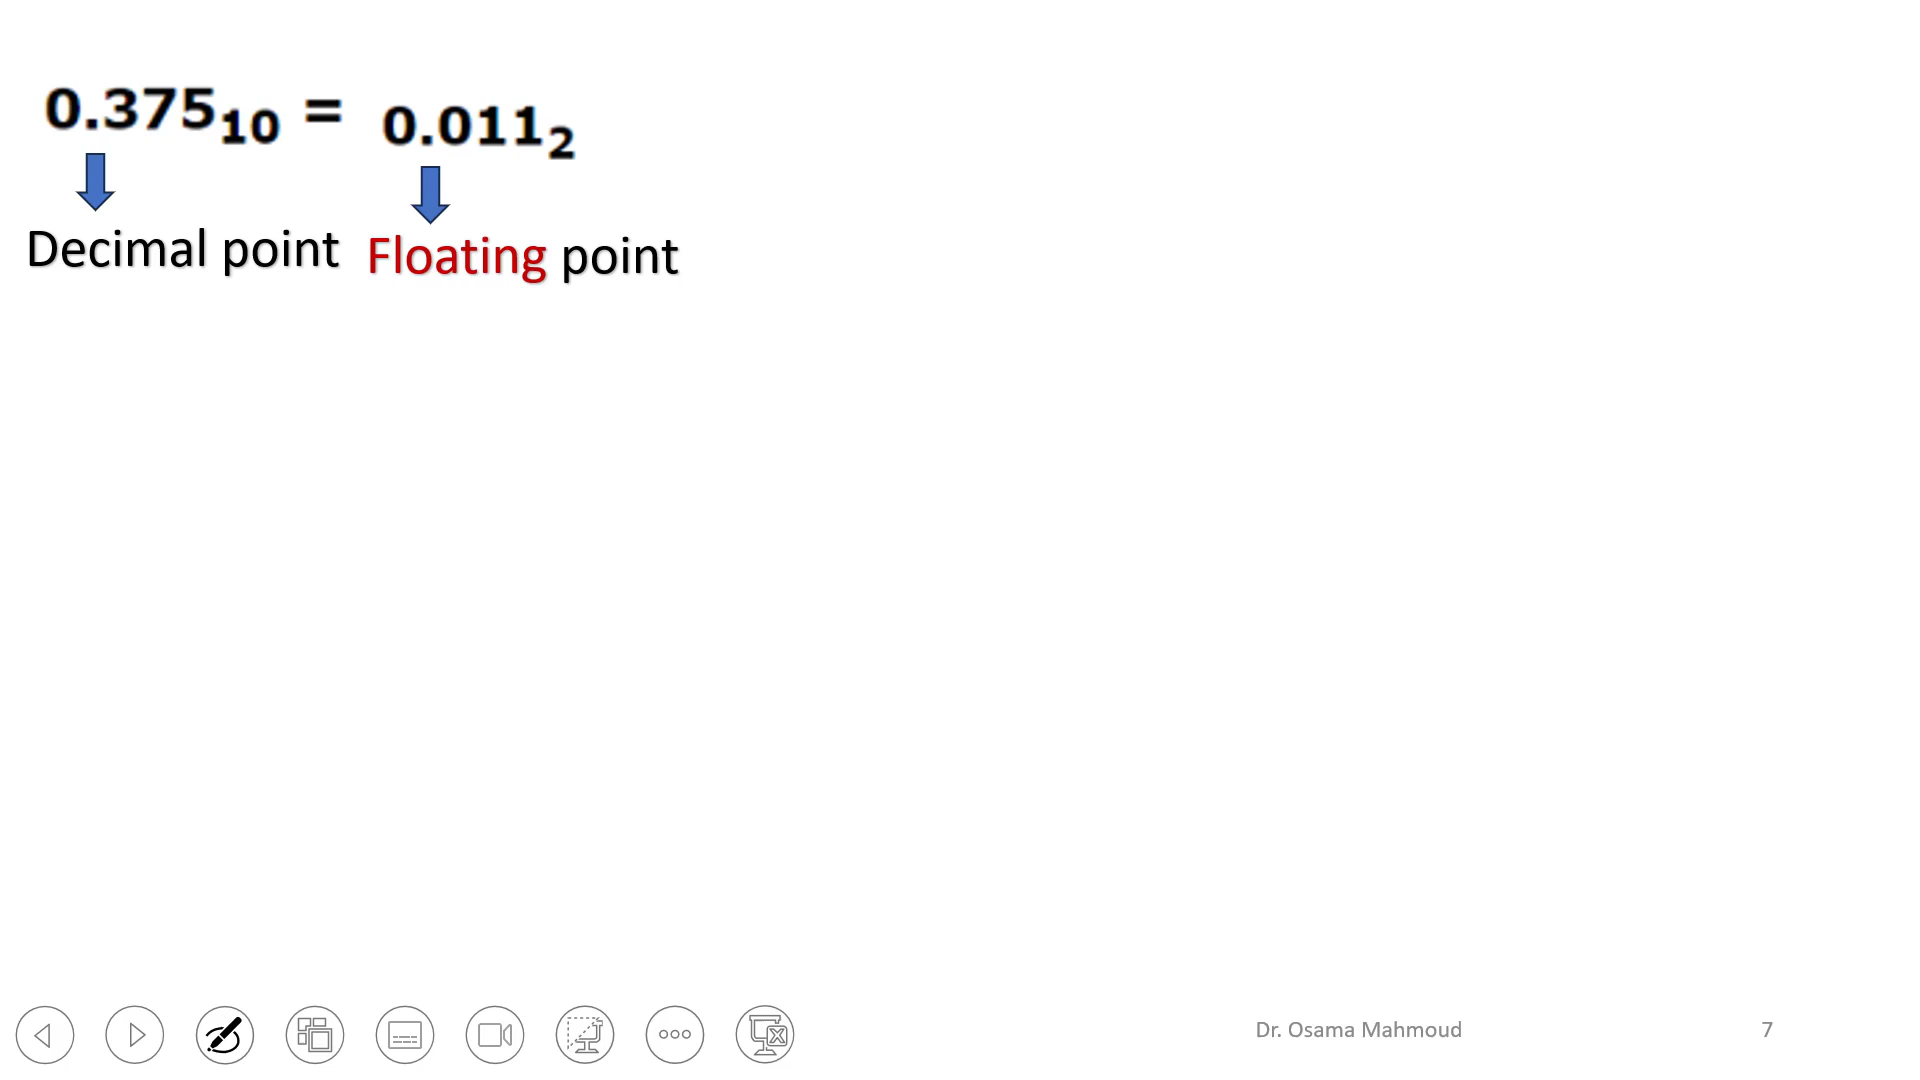 0.375₁₀ = 0.011₂
Decimal point Floating point
Dr. Osama Mahmoud 7